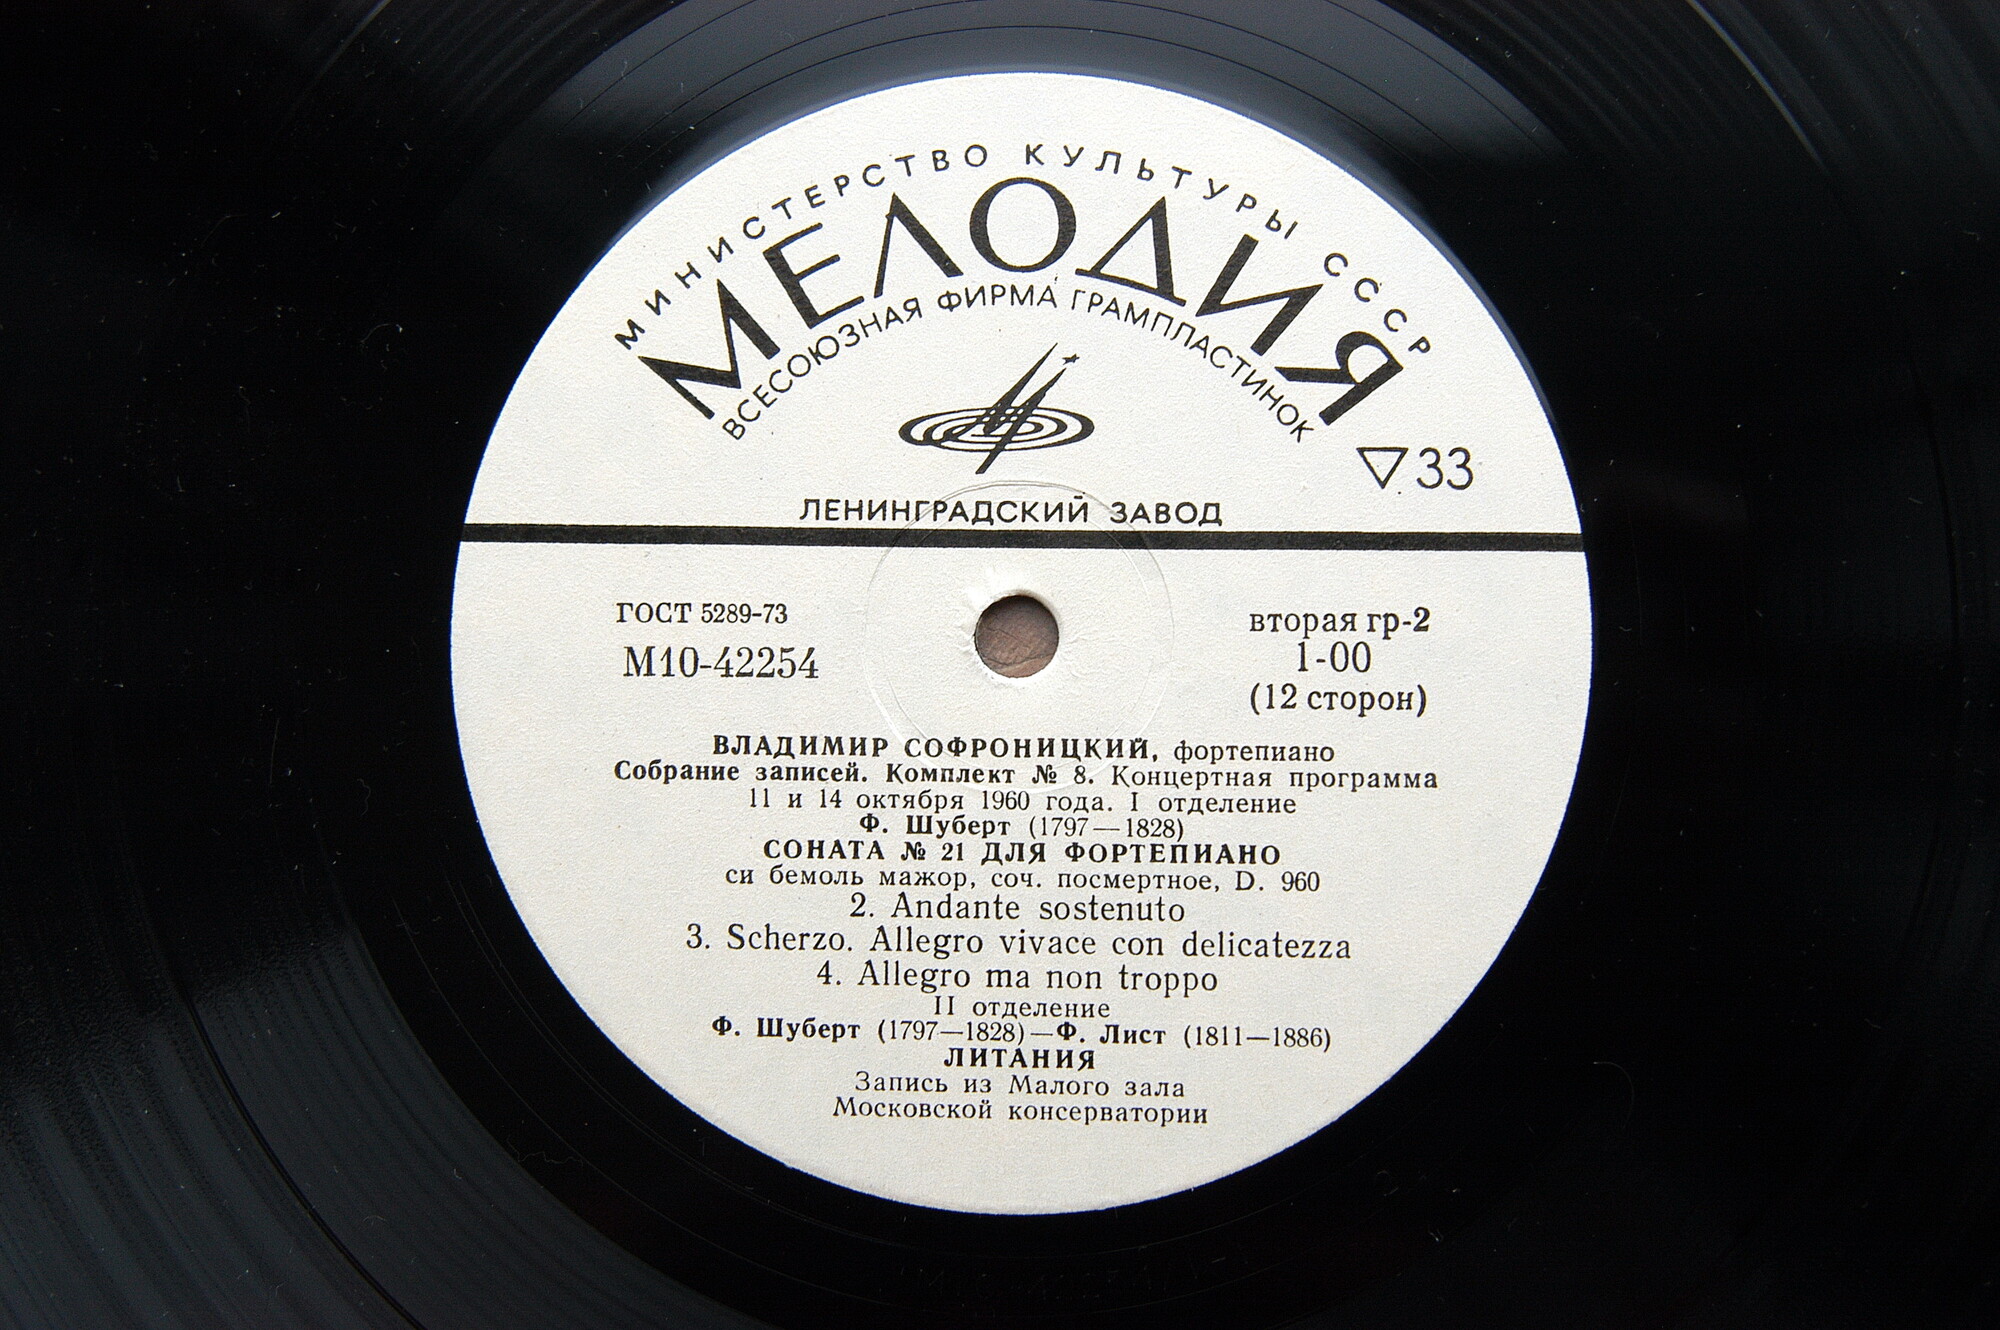 МИНИСТЕРСТВО КУЛЬТУРЫ СССР
МЕЛОДИЯ
ВСЕСОЮЗНАЯ ФИРМА ГРАМПЛАСТИНОК
▽33
ЛЕНИНГРАДСКИЙ ЗАВОД
ГОСТ 5289-73
М10-42254
вторая гр-2
1-00
(12 сторон)
ВЛАДИМИР СОФРОНИЦКИЙ, фортепиано
Собрание записей. Комплект № 8. Концертная программа
11 и 14 октября 1960 года. I отделение
Ф. Шуберт (1797—1828)
СОНАТА № 21 ДЛЯ ФОРТЕПИАНО
си бемоль мажор, соч. посмертное, D. 960
2. Andante sostenuto
3. Scherzo. Allegro vivace con delicatezza
4. Allegro ma non troppo
II отделение
Ф. Шуберт (1797—1828)—Ф. Лист (1811—1886)
ЛИТАНИЯ
Запись из Малого зала
Московской консерватории